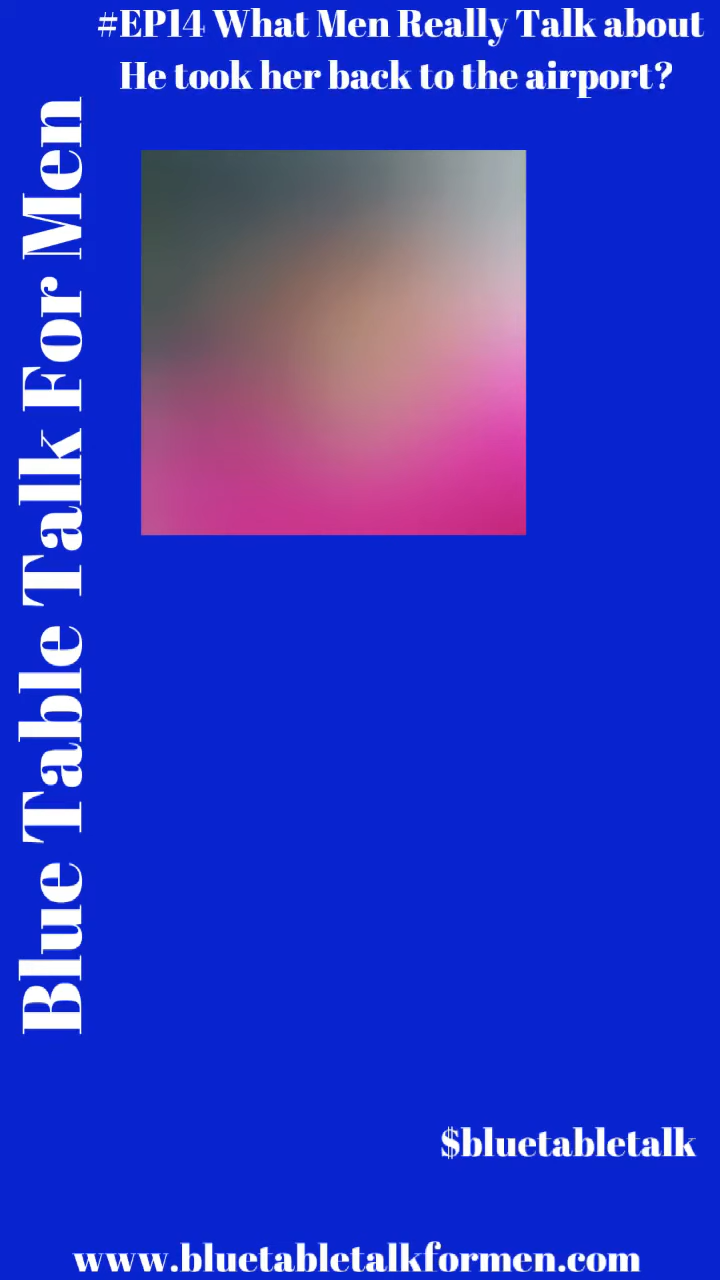 #EP14 What Men Really Talk about
He took her back to the airport?
Blue Table Talk For Men
$bluetabletalk
www.bluetabletalkformen.com